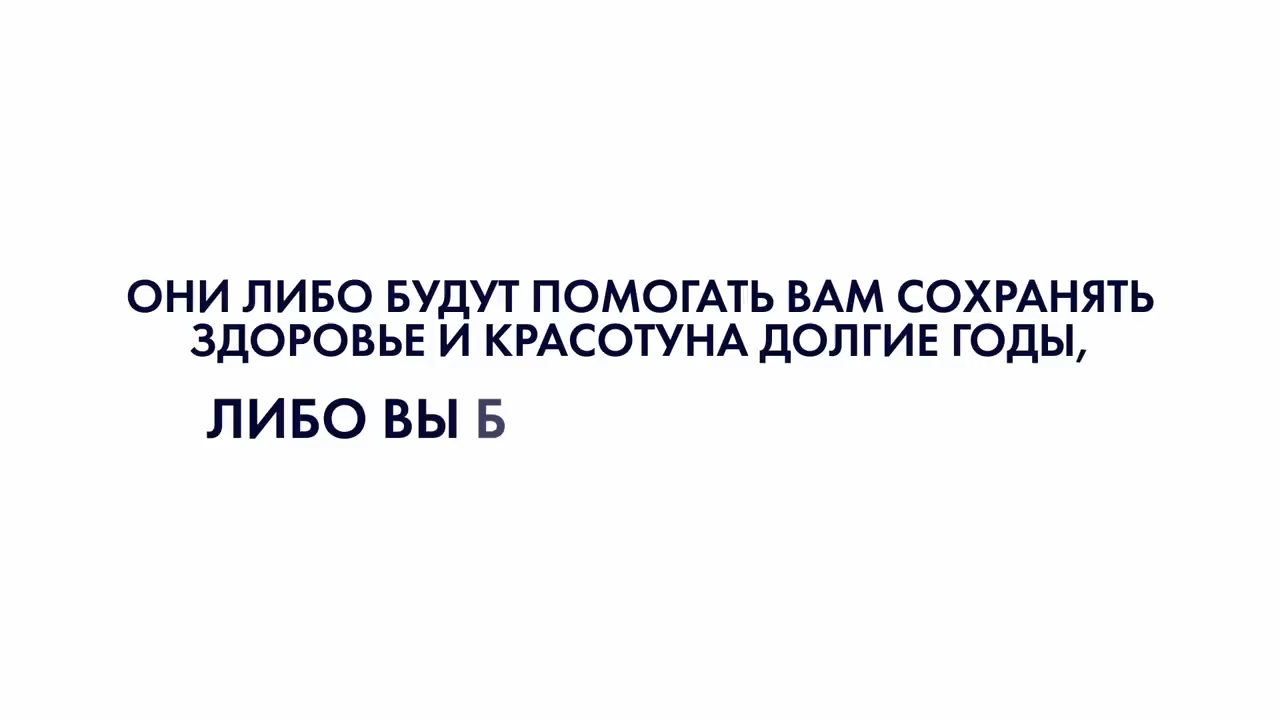 ОНИ ЛИБО БУДУТ ПОМОГАТЬ ВАМ СОХРАНЯТЬ
ЗДОРОВЬЕ И КРАСОТУНА ДОЛГИЕ ГОДЫ,
ЛИБО ВЫ Б